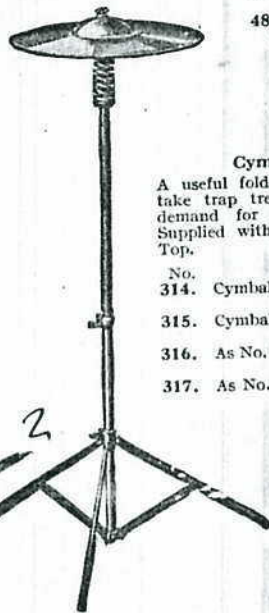 48
Cym
A useful fold
take trap tre
demand for
Supplied with
Top.
No.
314. Cymbal
315. Cymbal
316. As No.
317. As No.
2